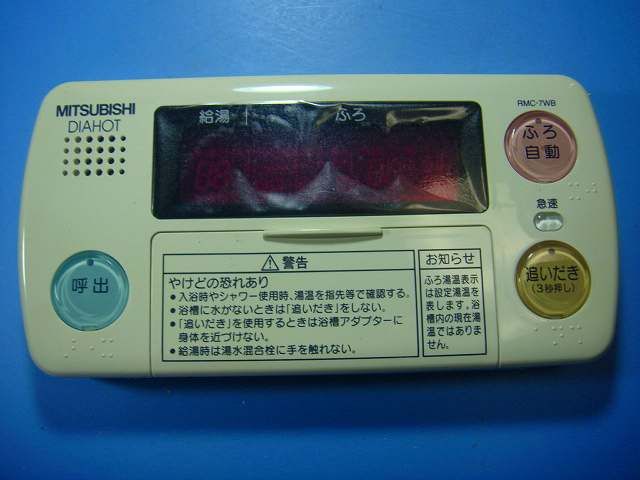 MITSUBISHI
DIAHOT
給湯
ふろ
RMC-7WB
ふろ
自動
急速
呼出
追いだき
(3秒押し)
⚠警告
やけどの恐れあり
●入浴時やシャワー使用時、湯温を指先等で確認する。
●浴槽に水がないときは「追いだき」をしない。
●「追いだき」を使用するときは浴槽アダプターに
身体を近づけない。
●給湯時は湯水混合栓に手を触れない。
お知らせ
ふろ湯温表示
は設定湯温を
表します。浴
槽内の現在湯
温ではありま
せん。